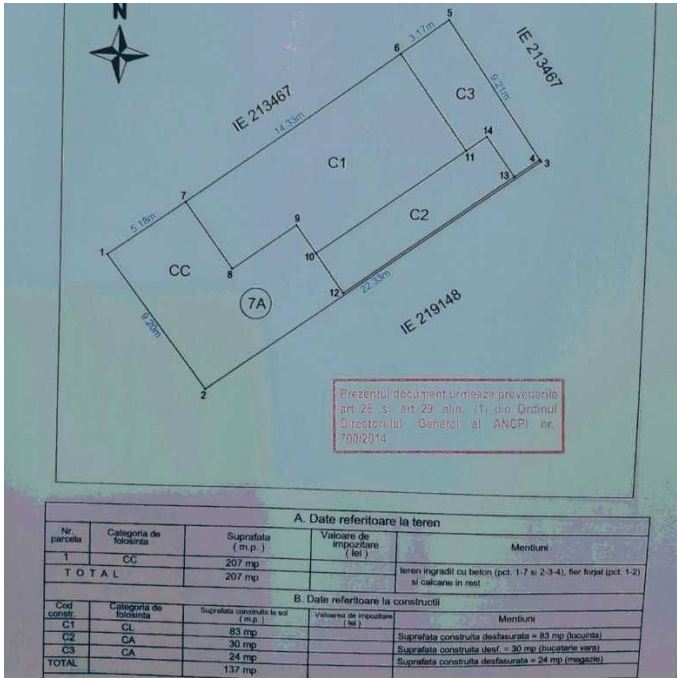 N
5
3.17m
6
IE 213467
9.21m
IE 213467
C3
14.33m
14
C1
11
4
3
13
7
5.18m
9
C2
1
10
8
CC
12
22.33m
7A
9.20m
IE 219148
2
Prezentul document urmeaza prevederile
art 28 si art 29 alin. (1) din Ordinul
Directorului General al ANCPI nr.
700/2014
A. Date referitoare la teren
Nr. parcela Categoria de folosinta Suprafata ( m.p. ) Valoare de impozitare ( lei ) Mentiuni
1 CC 207 mp teren ingradit cu beton (pct. 1-7 si 2-3-4), fier forjat (pct. 1-2) si calcane in rest
T O T A L 207 mp
B. Date referitoare la constructii
Cod constr. Categoria de folosinta Suprafata construita la sol ( m.p. ) Valoarea de impozitare ( lei ) Mentiuni
C1 CL 83 mp Suprafata construita desfasurata = 83 mp (locuinta)
C2 CA 30 mp Suprafata construita desf. = 30 mp (bucatarie vara)
C3 CA 24 mp Suprafata construita desfasurata = 24 mp (magazie)
TOTAL 137 mp